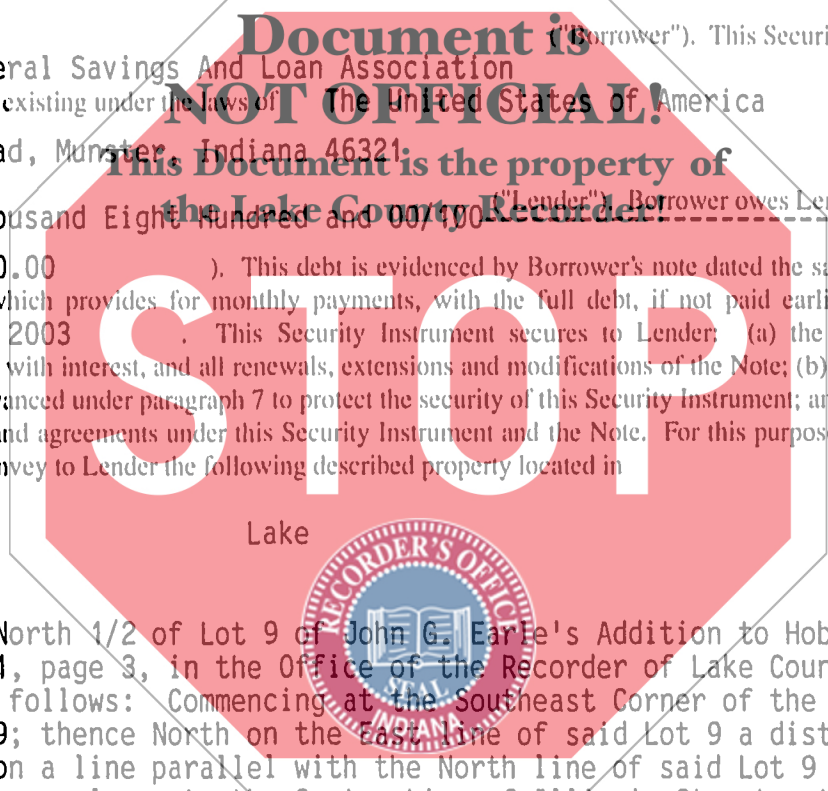 Document is
("Borrower"). This Securi
eral Savings And Loan Association
existing under the laws of The United States of America
NOT OFFICIAL!
ad, Munster, Indiana 46321
This Document is the property of
("Lender"). Borrower owes Len
the Lake County Recorder!
ousand Eight Hundred and 00/100
0.00 ). This debt is evidenced by Borrower's note dated the sa
which provides for monthly payments, with the full debt, if not paid earli
2003 . This Security Instrument secures to Lender: (a) the
with interest, and all renewals, extensions and modifications of the Note; (b)
anced under paragraph 7 to protect the security of this Security Instrument; an
nd agreements under this Security Instrument and the Note. For this purpose
nvey to Lender the following described property located in
STOP
Lake
RECORDER'S OFFICE
SEAL
INDIANA
North 1/2 of Lot 9 of John G. Earle's Addition to Hob
, page 3, in the Office of the Recorder of Lake Coun
follows: Commencing at the Southeast Corner of the
9; thence North on the East line of said Lot 9 a dist
on a line parallel with the North line of said Lot 9